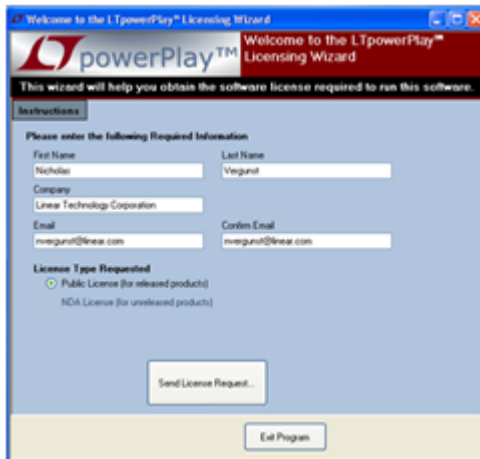 Welcome to the LTpowerPlay™ Licensing Wizard
LT powerPlay™
Welcome to the LTpowerPlay™
Licensing Wizard
This wizard will help you obtain the software license required to run this software.
Instructions
Please enter the following Required Information
First Name
Last Name
Nicholas
Vergunst
Company
Linear Technology Corporation
Email
Confirm Email
nvergunst@linear.com
nvergunst@linear.com
License Type Requested
Public License (for released products)
NDA License (for unreleased products)
Send License Request...
Exit Program